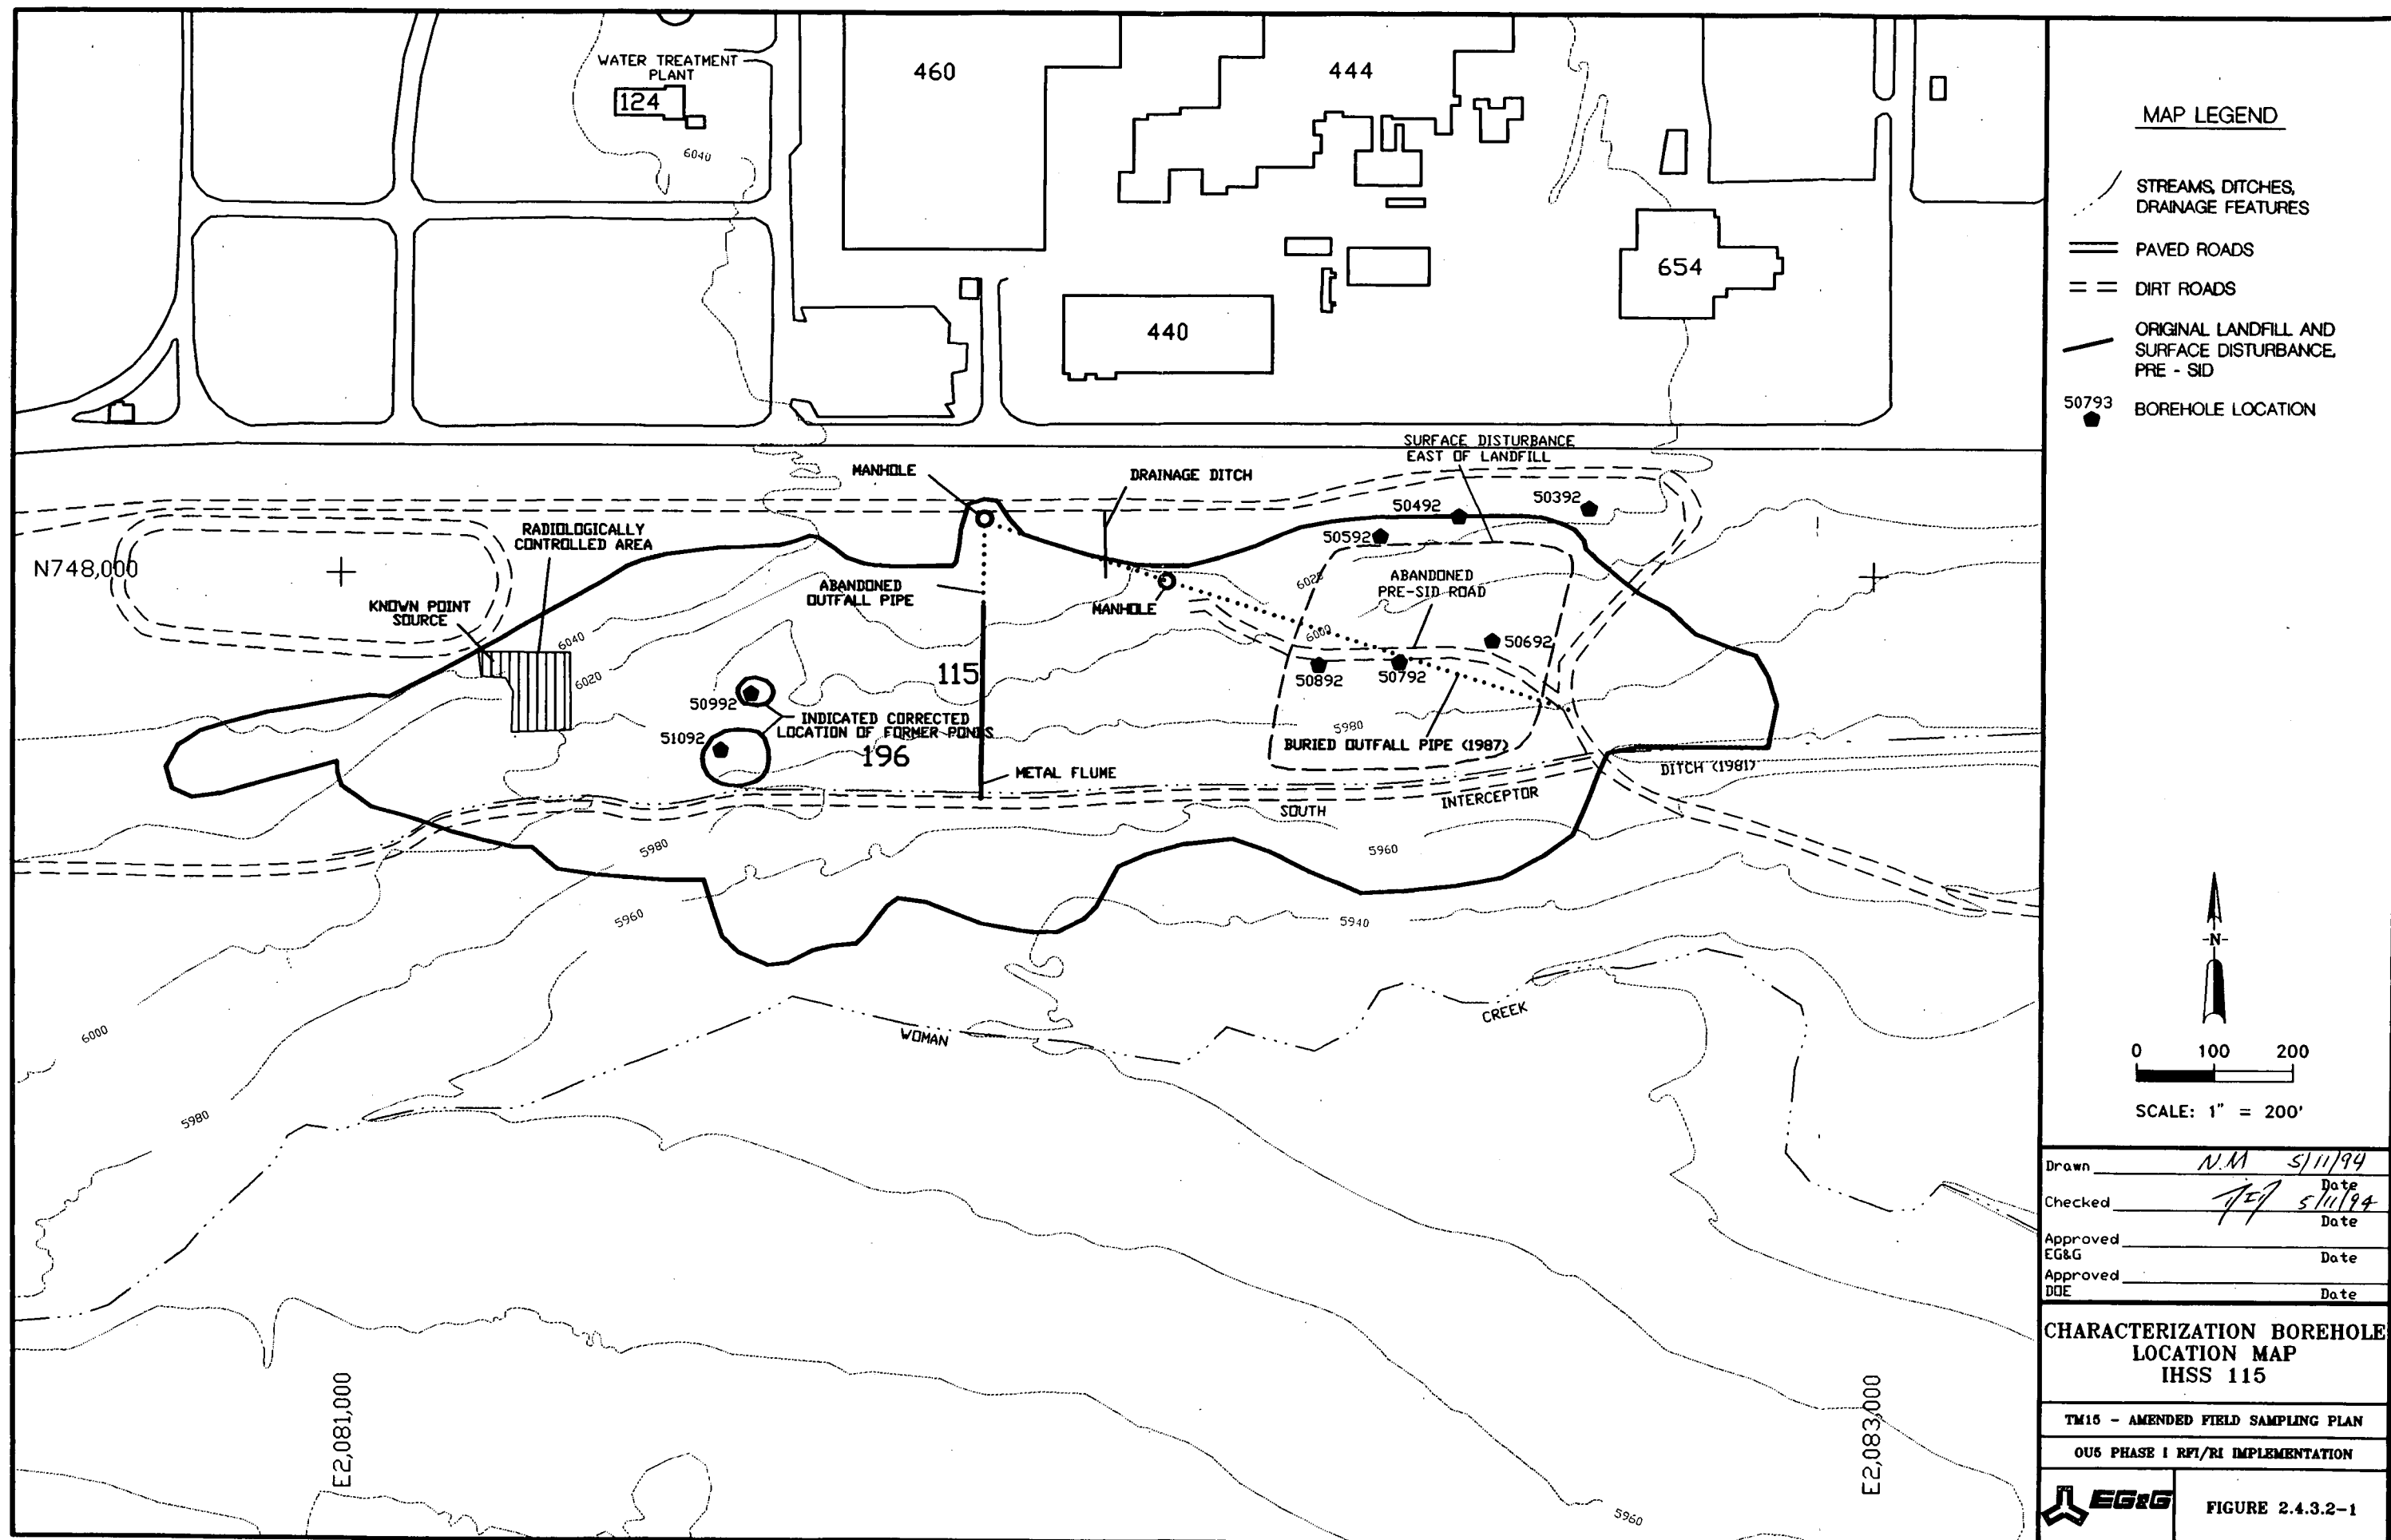 WATER TREATMENT
PLANT
124
6040
460
444
654
440
MAP LEGEND
STREAMS, DITCHES,
DRAINAGE FEATURES
PAVED ROADS
DIRT ROADS
ORIGINAL LANDFILL AND
SURFACE DISTURBANCE,
PRE - SID
50793
BOREHOLE LOCATION
SURFACE DISTURBANCE
EAST OF LANDFILL
MANHOLE
DRAINAGE DITCH
50492
50392
50592
RADIOLOGICALLY
CONTROLLED AREA
N748,000
KNOWN POINT
SOURCE
ABANDONED
OUTFALL PIPE
MANHOLE
6020
ABANDONED
PRE-SID ROAD
6040
6000
50692
6020
115
50892
50792
50992
INDICATED CORRECTED
LOCATION OF FORMER PONDS
51092
196
5980
BURIED OUTFALL PIPE (1987)
METAL FLUME
DITCH (1981)
SOUTH
INTERCEPTOR
5980
5960
5960
5940
WOMAN
CREEK
6000
5980
-N-
0 100 200
SCALE: 1" = 200'
Drawn N.M 5/11/94
Date
Checked 5/11/94
Date
Approved
EG&G Date
Approved
DOE Date
CHARACTERIZATION BOREHOLE
LOCATION MAP
IHSS 115
TM15 - AMENDED FIELD SAMPLING PLAN
OU5 PHASE I RFI/RI IMPLEMENTATION
EG&G
FIGURE 2.4.3.2-1
E2,081,000
E2,083,000
5960